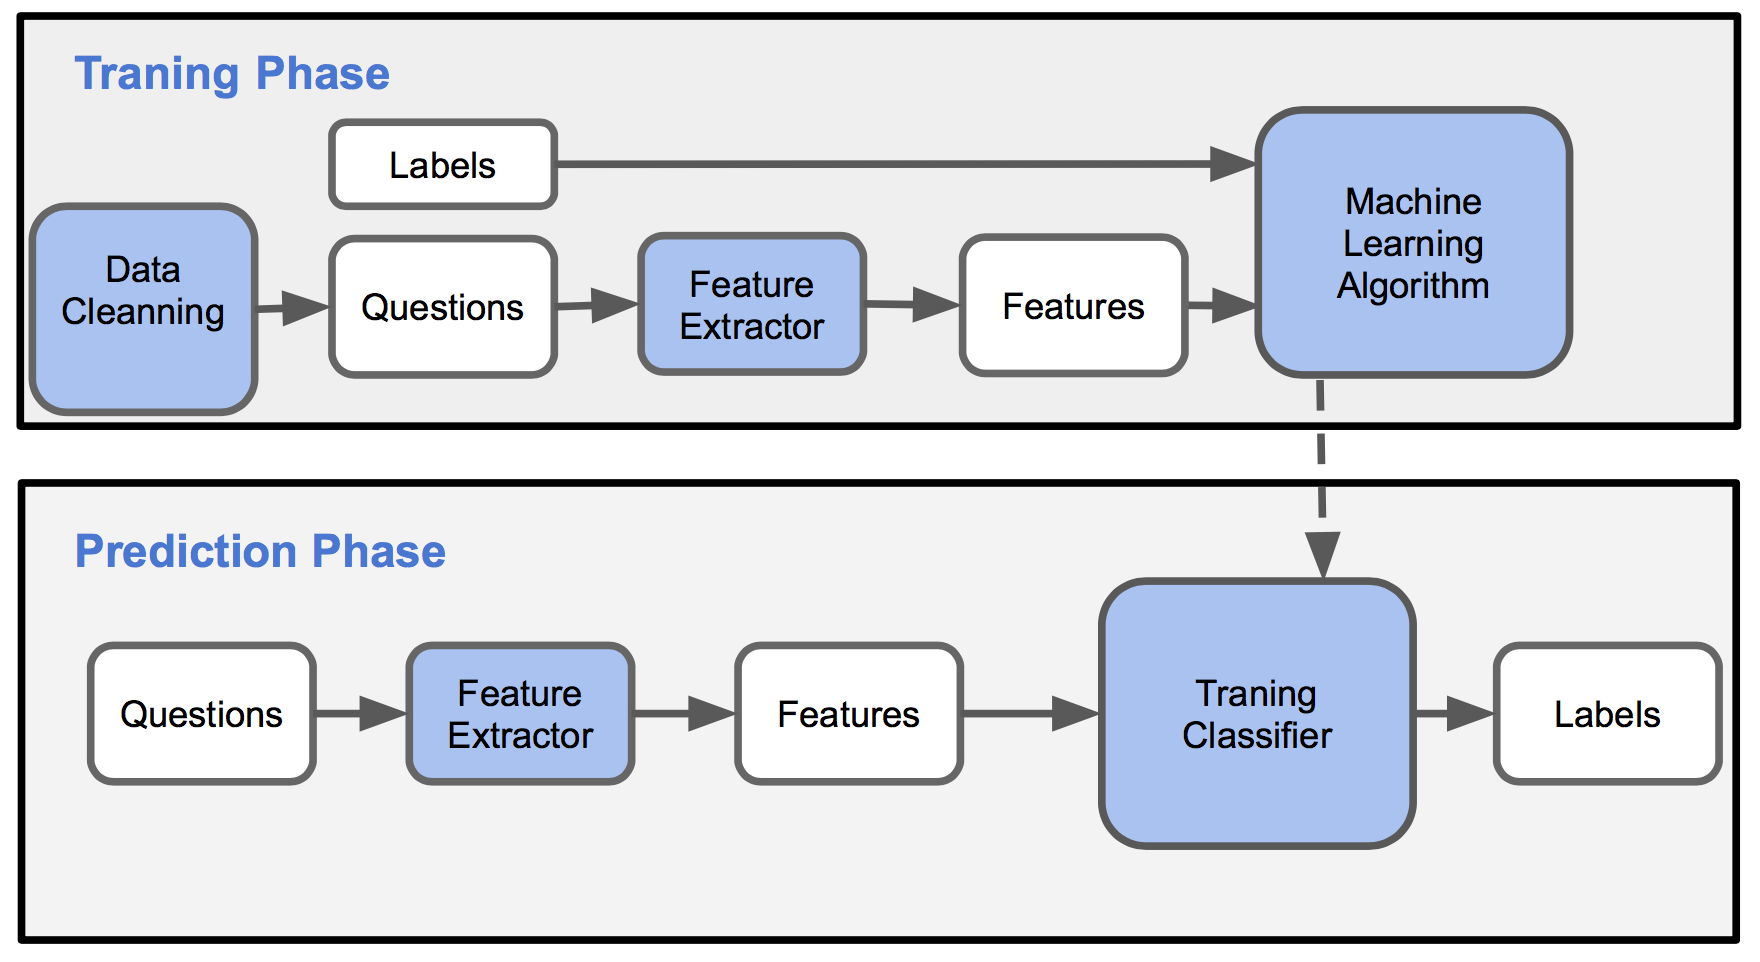 Traning Phase
Labels
Data
Cleanning
Questions
Feature
Extractor
Features
Machine
Learning
Algorithm
Prediction Phase
Questions
Feature
Extractor
Features
Traning
Classifier
Labels